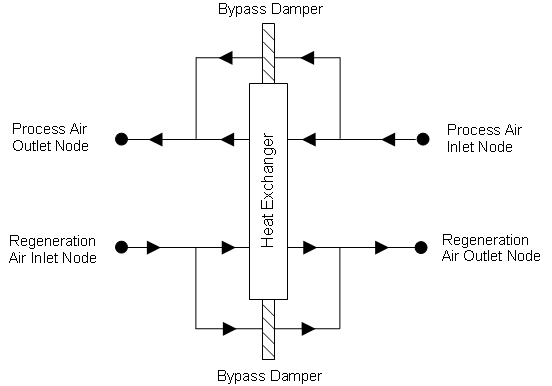 Bypass Damper
Process Air
Outlet Node
Process Air
Inlet Node
Heat Exchanger
Regeneration
Air Inlet Node
Regeneration
Air Outlet Node
Bypass Damper